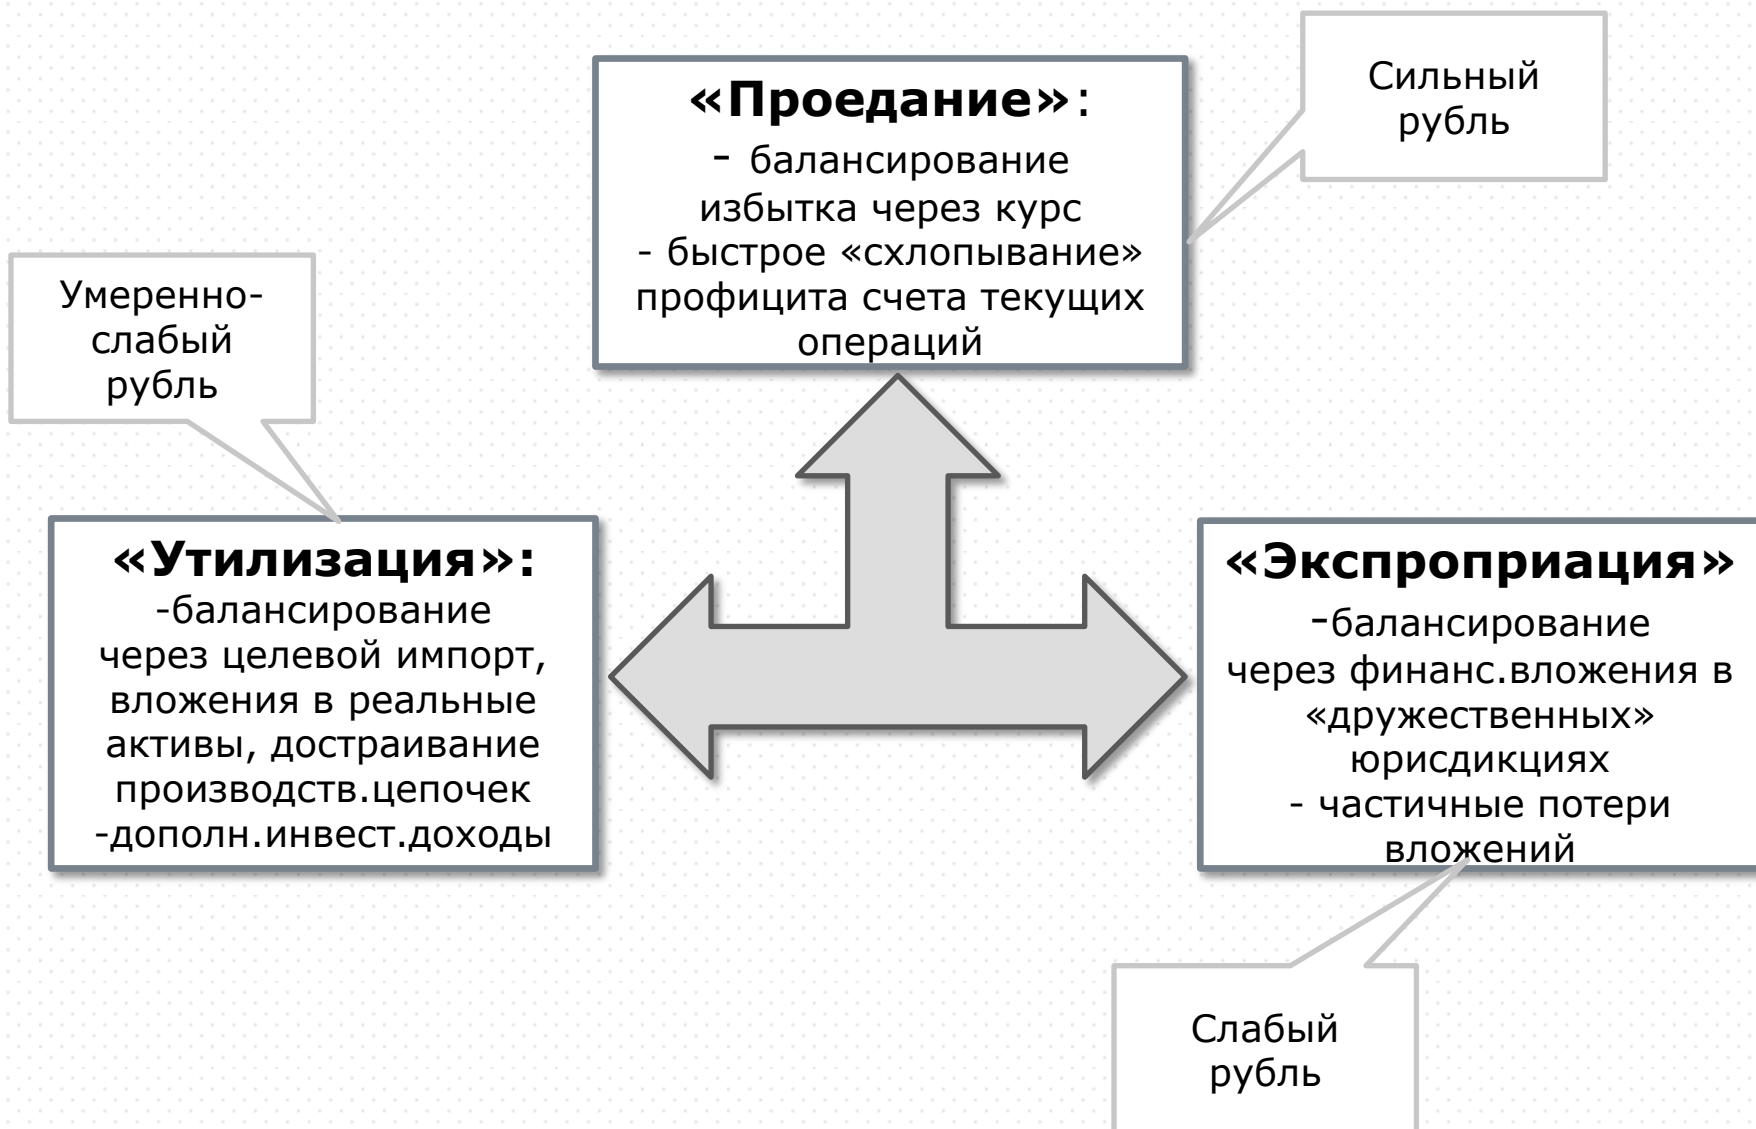 «Проедание»:
- балансирование
избытка через курс
- быстрое «схлопывание»
профицита счета текущих
операций
Сильный
рубль
Умеренно-
слабый
рубль
«Утилизация»:
-балансирование
через целевой импорт,
вложения в реальные
активы, достраивание
производств.цепочек
-дополн.инвест.доходы
«Экспроприация»
-балансирование
через финанс.вложения в
«дружественных»
юрисдикциях
- частичные потери
вложений
Слабый
рубль